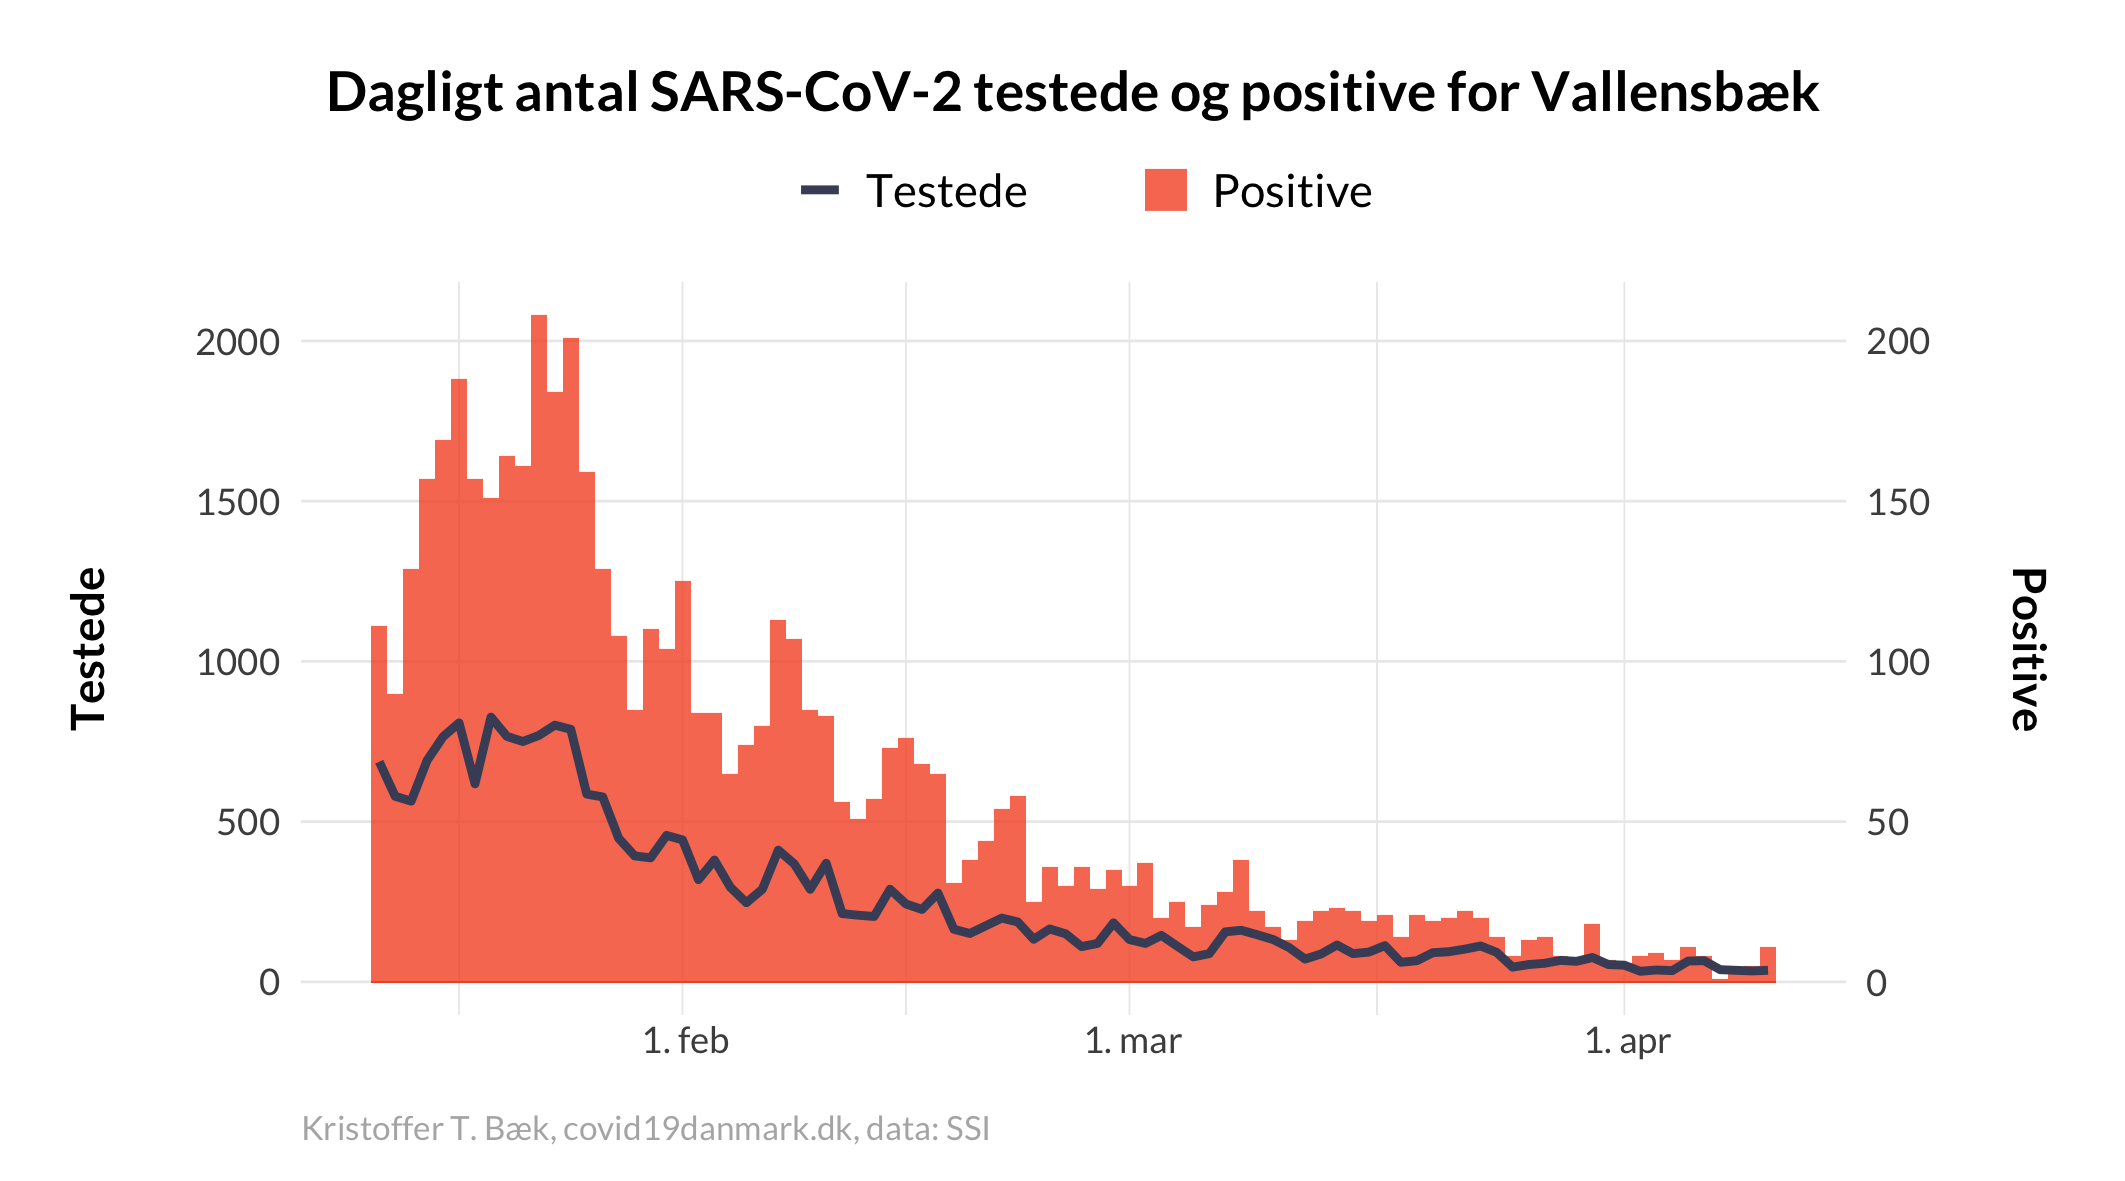 Dagligt antal SARS-CoV-2 testede og positive for Vallensbæk
Testede Positive
2000 200
1500 150
1000 100
500 50
0 0
Testede
Positive
1. feb 1. mar 1. apr
Kristoffer T. Bæk, covid19danmark.dk, data: SSI